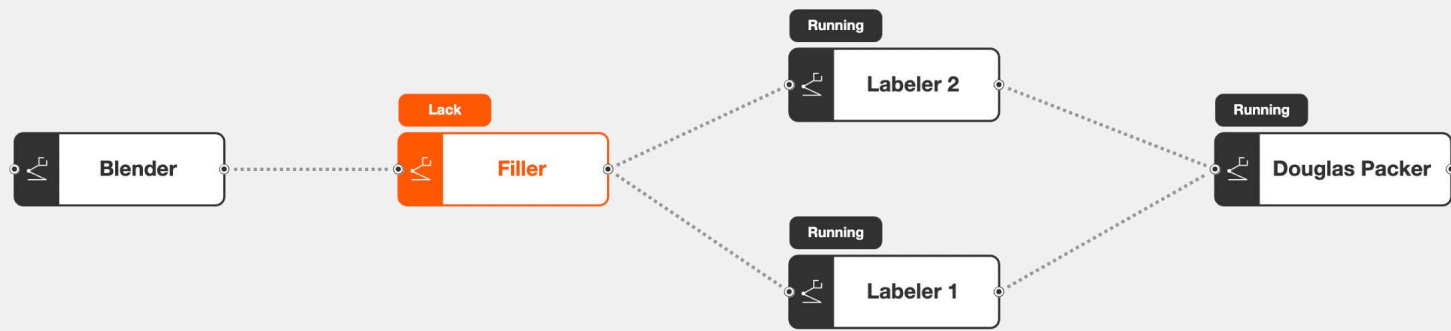 Blender
Lack
Filler
Running
Labeler 2
Running
Labeler 1
Running
Douglas Packer